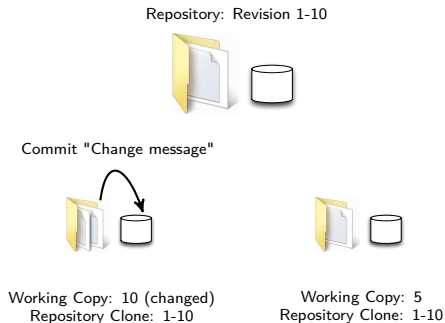 Repository: Revision 1-10
Commit "Change message"
Working Copy: 10 (changed)
Repository Clone: 1-10
Working Copy: 5
Repository Clone: 1-10